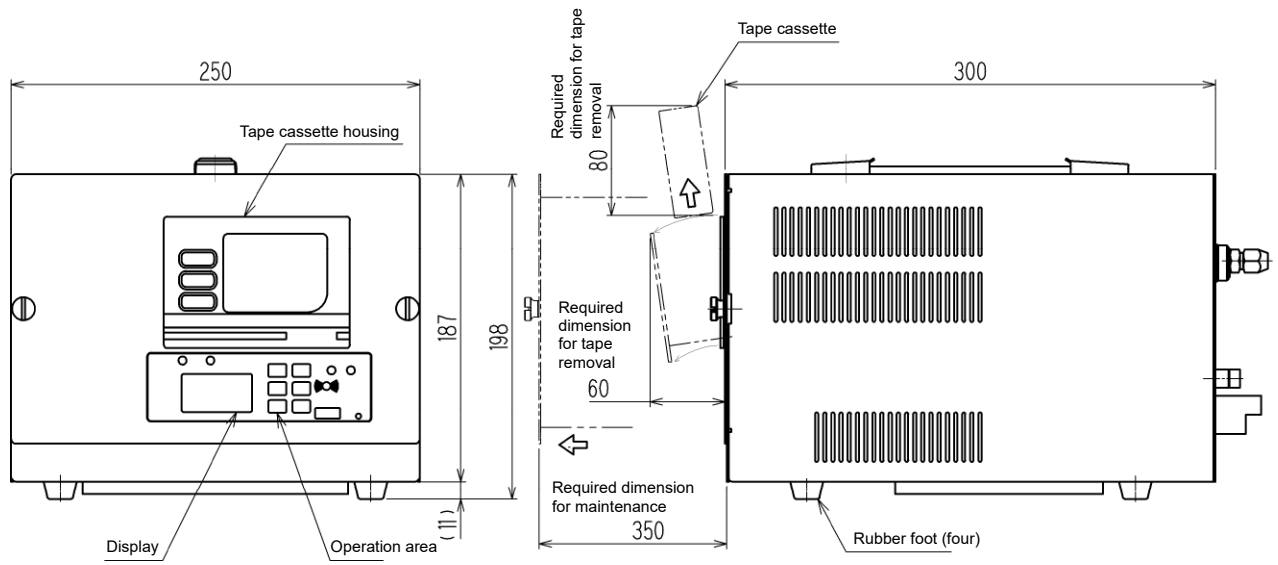 250
Tape cassette housing
187
198
(11)
Display
Operation area
Required
dimension for tape
removal
80
Tape cassette
300
Required
dimension
for tape
removal
60
Required dimension
for maintenance
350
Rubber foot (four)